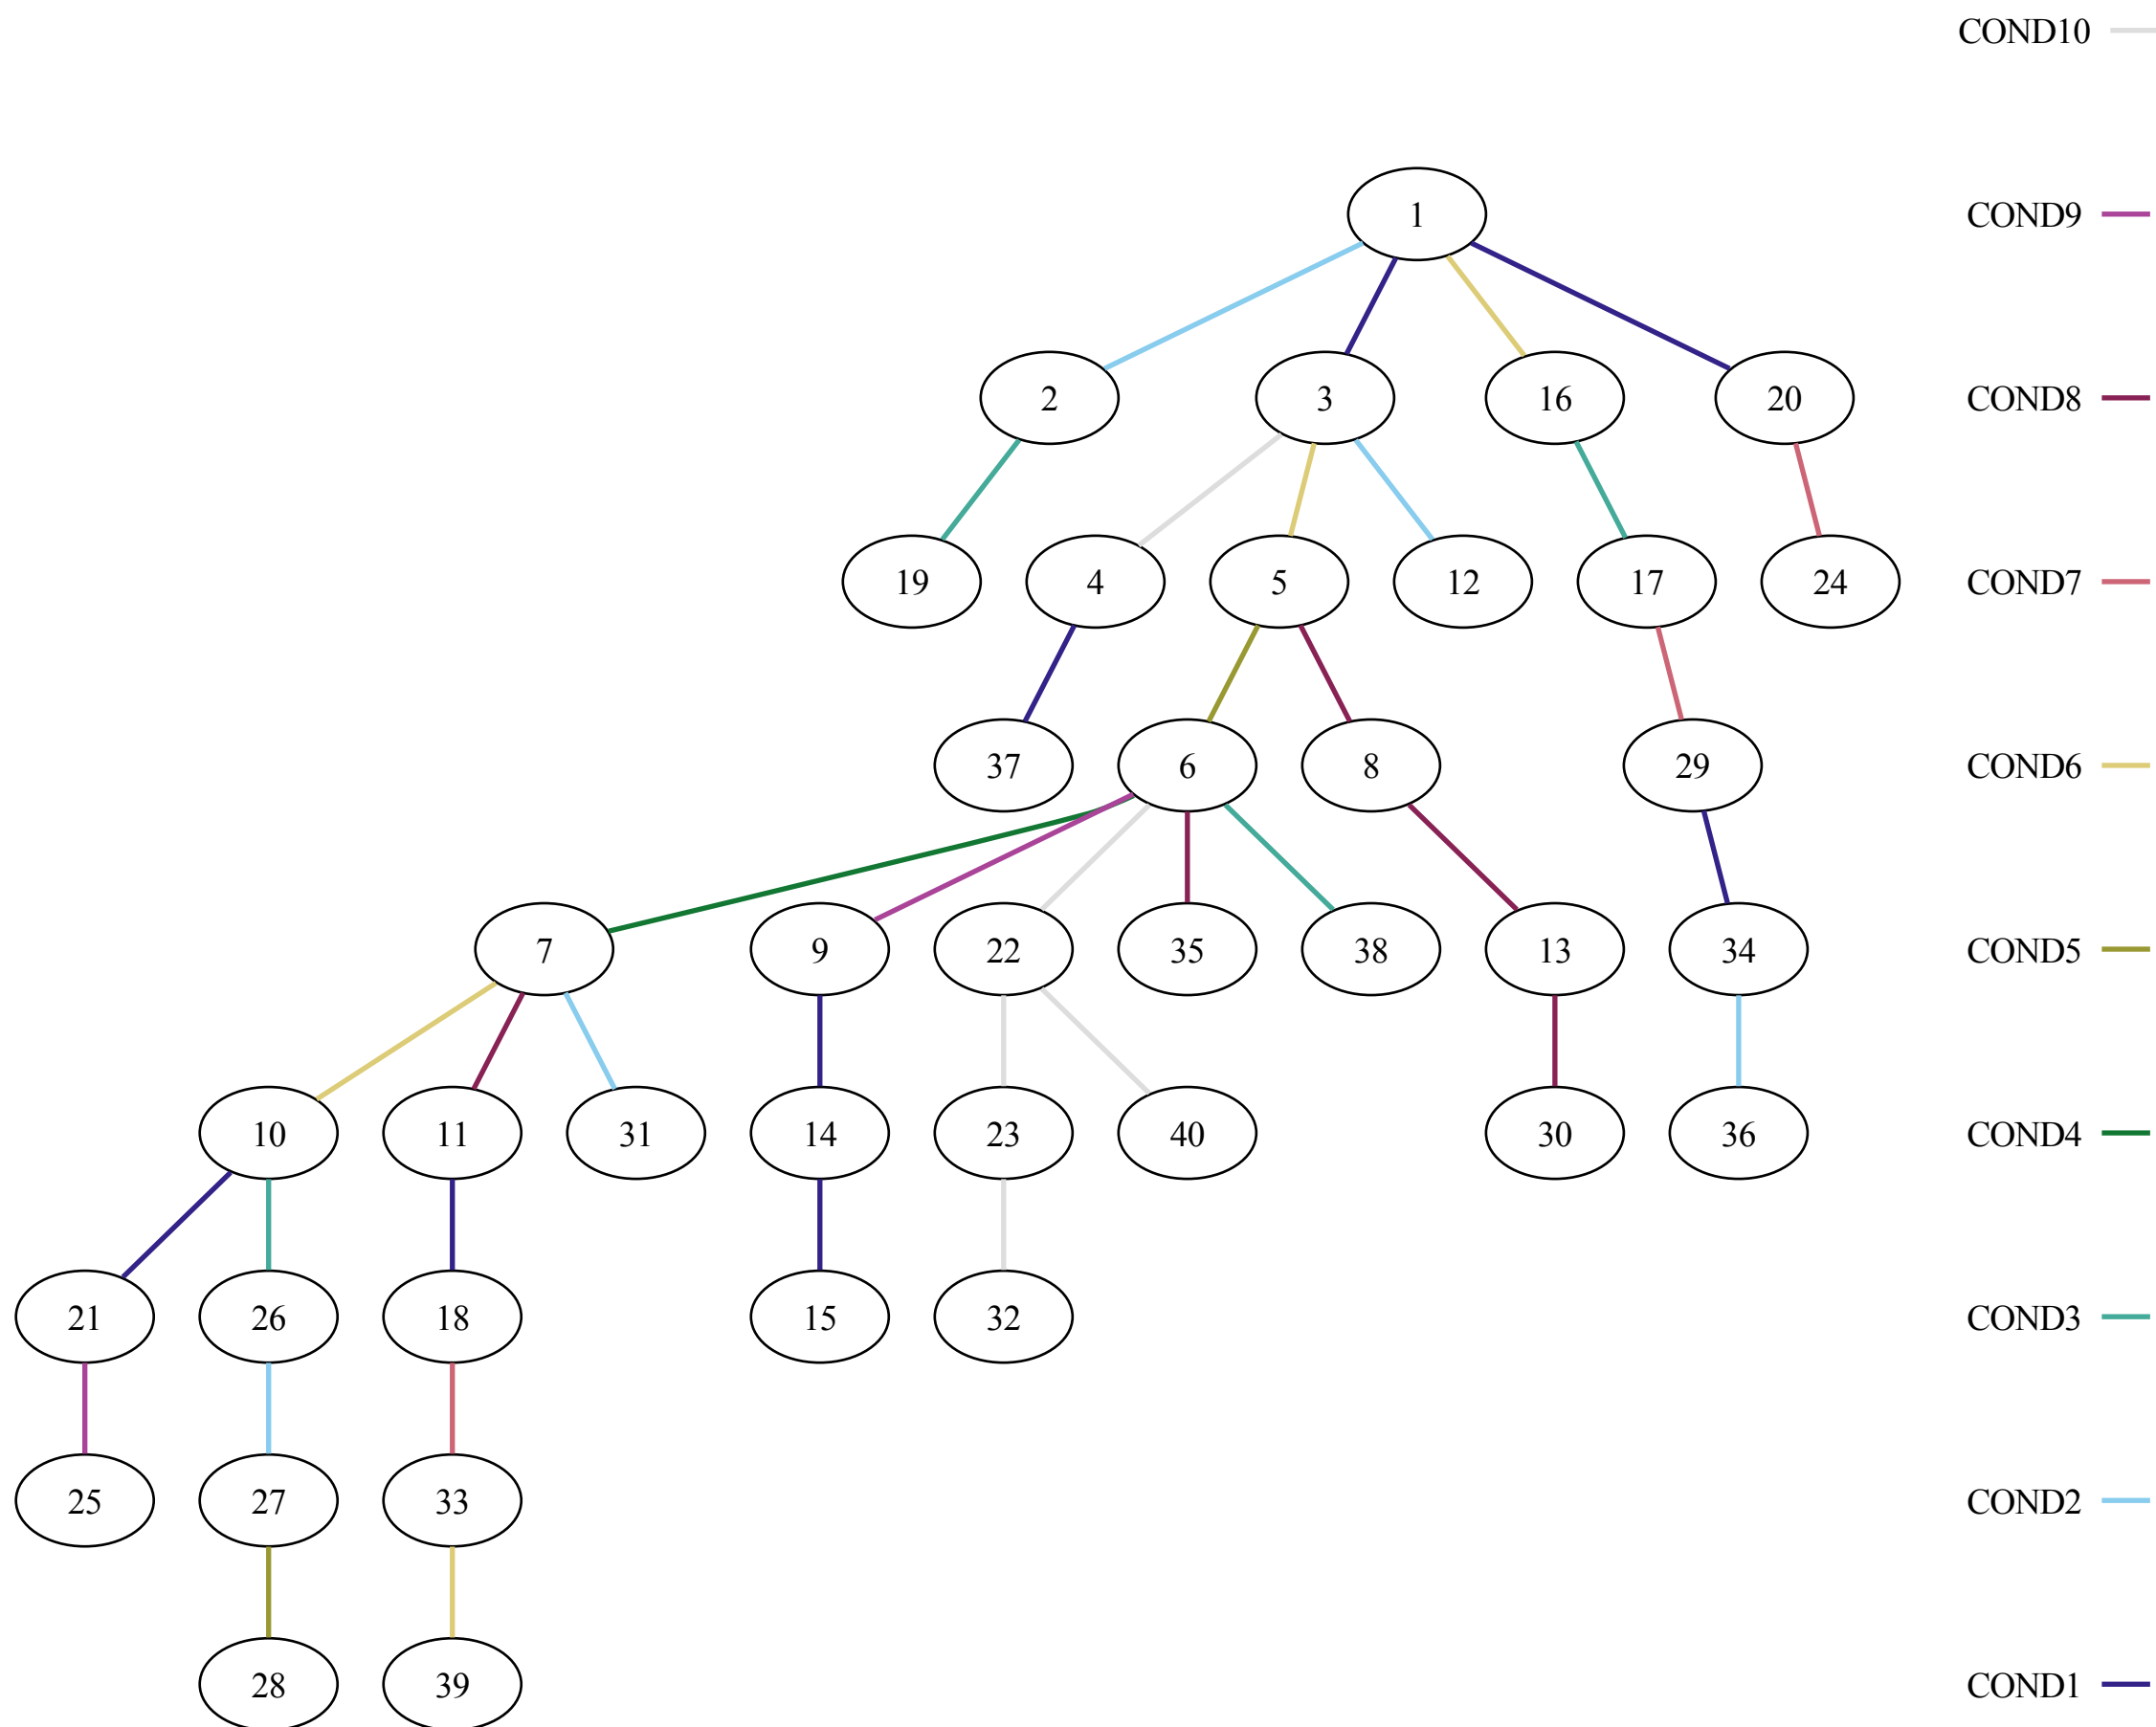 COND10
1
COND9
2 3 16 20
COND8
19 4 5 12 17 24
COND7
37 6 8 29
COND6
7 9 22 35 38 13 34
COND5
10 11 31 14 23 40 30 36
COND4
21 26 18 15 32
COND3
25 27 33
COND2
28 39
COND1